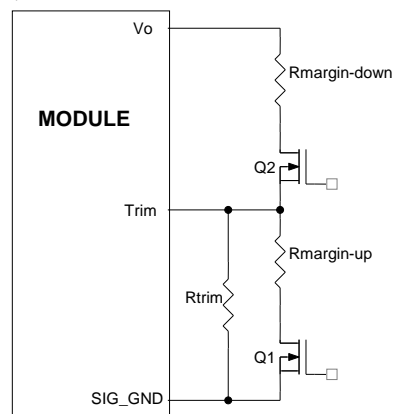 Vo
Rmargin-down
MODULE
Q2
Trim
Rmargin-up
Rtrim
Q1
SIG_GND